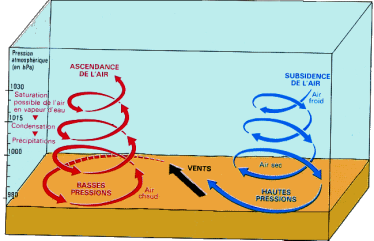 Pression
atmosphérique
(en hPa)
ASCENDANCE
DE L'AIR
SUBSIDENCE
DE L'AIR
1030
Saturation
possible de l'air
en vapeur d'eau
1015
Condensation
Précipitations
1000
980
Air
froid
Air sec
VENTS
BASSES
PRESSIONS
Air
chaud
HAUTES
PRESSIONS